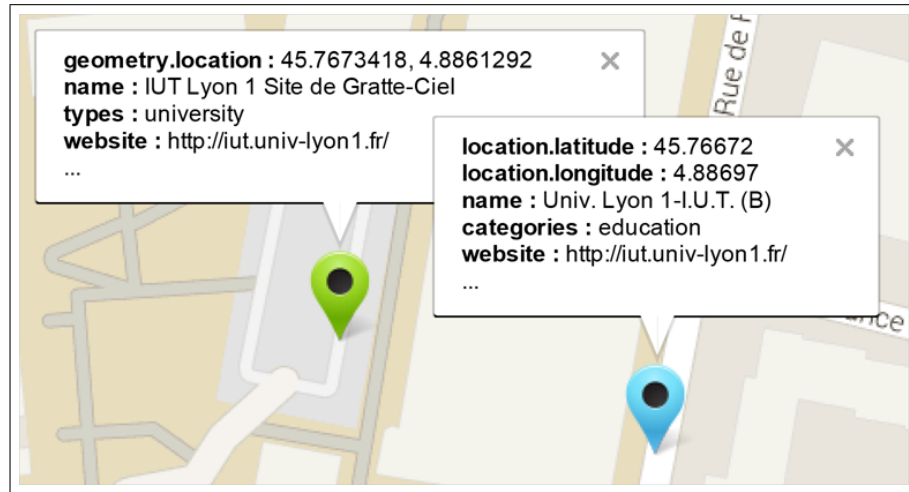 geometry.location : 45.7673418, 4.8861292
name : IUT Lyon 1 Site de Gratte-Ciel
types : university
website : http://iut.univ-lyon1.fr/
...
location.latitude : 45.76672
location.longitude : 4.88697
name : Univ. Lyon 1-I.U.T. (B)
categories : education
website : http://iut.univ-lyon1.fr/
...
Rue de F
ance